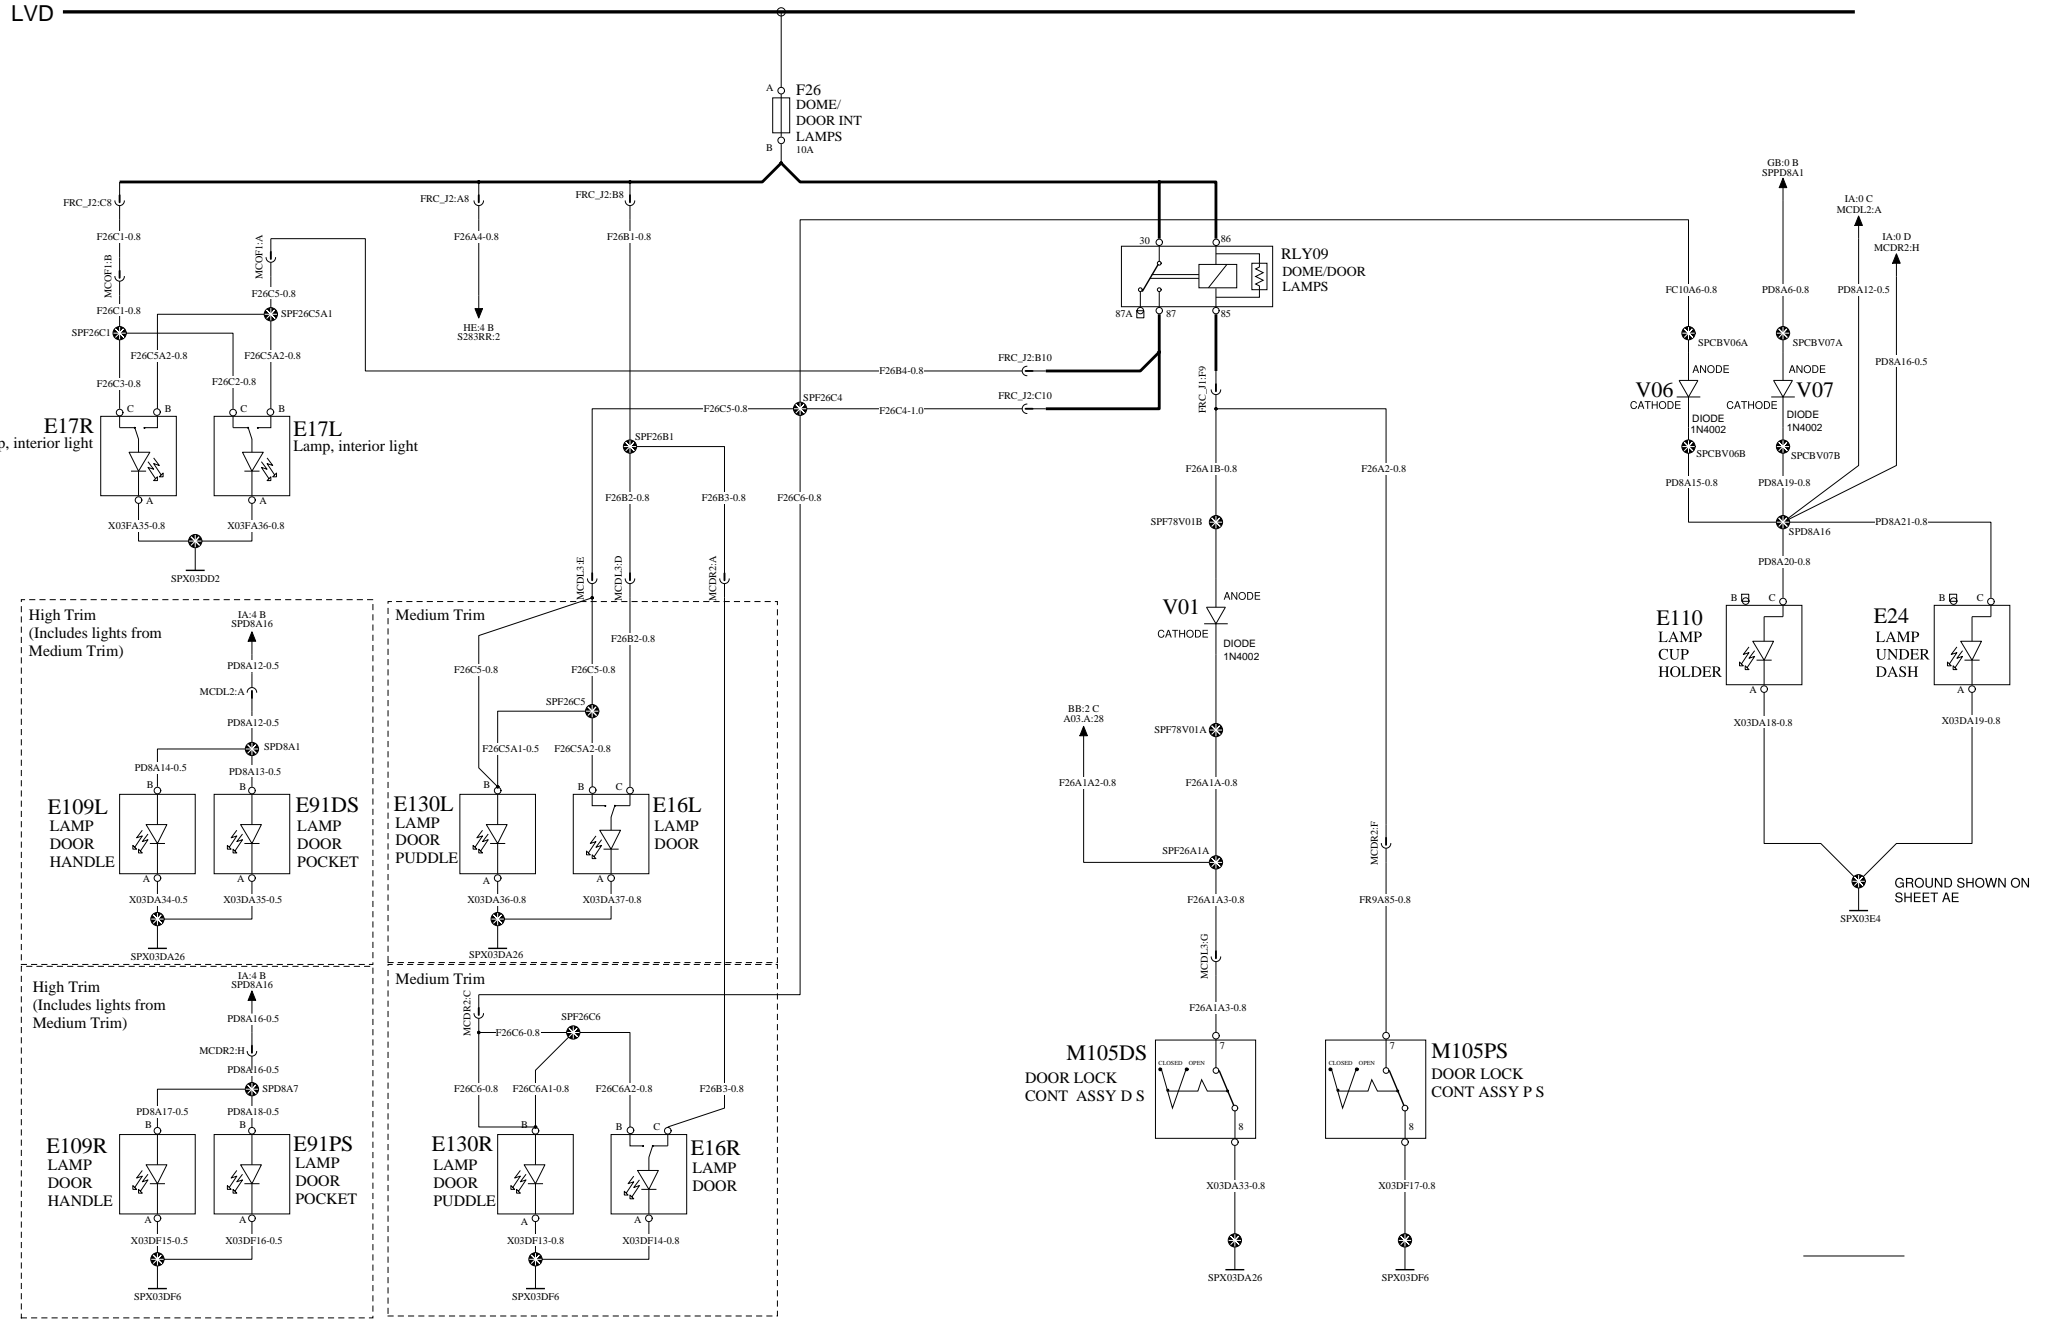 LVD
A
F26
DOME/
DOOR INT
LAMPS
10A
B
FRC_J2:C8
FRC_J2:A8
FRC_J2:B8
F26C1-0.8
F26A4-0.8
F26B1-0.8
MCOF1:B
MCOF1:A
F26C5-0.8
F26C1-0.8
SPF26C5A1
SPF26C1
HE:4 B
S283RR:2
F26C5A2-0.8
F26C5A2-0.8
F26C3-0.8
F26C2-0.8
C
B
C
B
E17R
p, interior light
E17L
Lamp, interior light
A
A
X03FA35-0.8
X03FA36-0.8
SPX03DD2
30
86
RLY09
DOME/DOOR
LAMPS
87A
87
85
FRC_J2:B10
F26B4-0.8
FRC_J2:C10
F26C4-1.0
SPF26C4
F26C5-0.8
FRC_J1:F9
SPF26B1
F26B2-0.8
F26B3-0.8
F26C6-0.8
F26A1B-0.8
F26A2-0.8
MCDL3:E
MCDL3:D
MCDR2:A
SPF78V01B
V01
ANODE
CATHODE
DIODE
1N4002
SPF78V01A
BB:2 C
A03.A:28
F26A1A2-0.8
F26A1A-0.8
SPF26A1A
MCDR2:F
F26A1A3-0.8
FR9A85-0.8
MCDL3:G
F26A1A3-0.8
7
CLOSED
OPEN
8
M105DS
DOOR LOCK
CONT ASSY D S
7
CLOSED
OPEN
8
M105PS
DOOR LOCK
CONT ASSY P S
X03DA33-0.8
X03DF17-0.8
SPX03DA26
SPX03DF6
GB:0 B
SPPD8A1
IA:0 C
MCDL2:A
IA:0 D
MCDR2:H
FC10A6-0.8
PD8A6-0.8
PD8A12-0.5
PD8A16-0.5
SPCBV06A
SPCBV07A
ANODE
ANODE
V06
V07
CATHODE
CATHODE
DIODE
1N4002
DIODE
1N4002
SPCBV06B
SPCBV07B
PD8A15-0.8
PD8A19-0.8
SPD8A16
PD8A21-0.8
PD8A20-0.8
B
C
B
C
E110
LAMP
CUP
HOLDER
E24
LAMP
UNDER
DASH
A
A
X03DA18-0.8
X03DA19-0.8
GROUND SHOWN ON
SHEET AE
SPX03E4
High Trim
(Includes lights from
Medium Trim)
IA:4 B
SPD8A16
PD8A12-0.5
MCDL2:A
PD8A12-0.5
SPD8A1
PD8A14-0.5
PD8A13-0.5
B
B
E109L
LAMP
DOOR
HANDLE
E91DS
LAMP
DOOR
POCKET
A
A
X03DA34-0.5
X03DA35-0.5
SPX03DA26
Medium Trim
F26B2-0.8
F26C5-0.8
F26C5-0.8
SPF26C5
F26C5A1-0.5
F26C5A2-0.8
B
B
C
E130L
LAMP
DOOR
PUDDLE
E16L
LAMP
DOOR
A
A
X03DA36-0.8
X03DA37-0.8
SPX03DA26
High Trim
(Includes lights from
Medium Trim)
IA:4 B
SPD8A16
PD8A16-0.5
MCDR2:H
PD8A16-0.5
SPD8A7
PD8A17-0.5
PD8A18-0.5
B
B
E109R
LAMP
DOOR
HANDLE
E91PS
LAMP
DOOR
POCKET
A
A
X03DF15-0.5
X03DF16-0.5
SPX03DF6
Medium Trim
MCDR2:C
SPF26C6
F26C6-0.8
F26C6-0.8
F26C6A1-0.8
F26C6A2-0.8
F26B3-0.8
B
B
C
E130R
LAMP
DOOR
PUDDLE
E16R
LAMP
DOOR
A
A
X03DF13-0.8
X03DF14-0.8
SPX03DF6